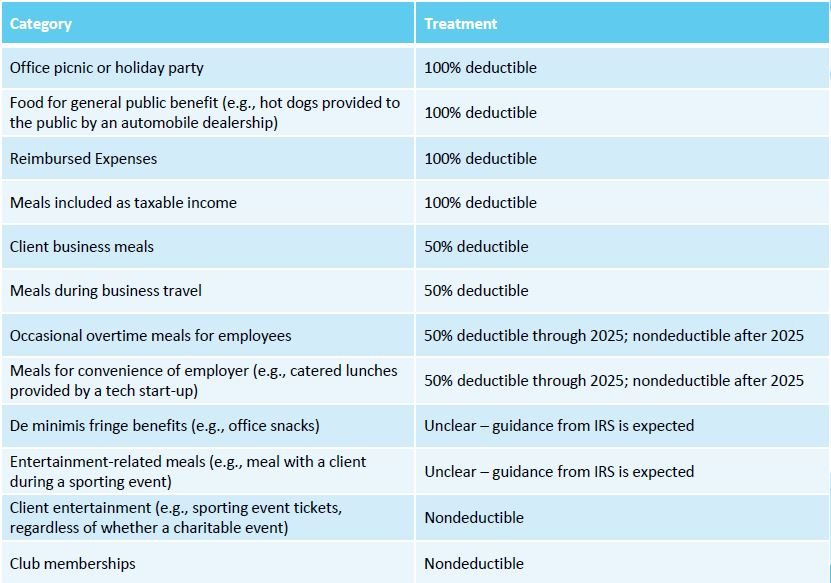 Category
Treatment
Office picnic or holiday party
100% deductible
Food for general public benefit (e.g., hot dogs provided to
the public by an automobile dealership)
100% deductible
Reimbursed Expenses
100% deductible
Meals included as taxable income
100% deductible
Client business meals
50% deductible
Meals during business travel
50% deductible
Occasional overtime meals for employees
50% deductible through 2025; nondeductible after 2025
Meals for convenience of employer (e.g., catered lunches
provided by a tech start-up)
50% deductible through 2025; nondeductible after 2025
De minimis fringe benefits (e.g., office snacks)
Unclear – guidance from IRS is expected
Entertainment-related meals (e.g., meal with a client
during a sporting event)
Unclear – guidance from IRS is expected
Client entertainment (e.g., sporting event tickets,
regardless of whether a charitable event)
Nondeductible
Club memberships
Nondeductible